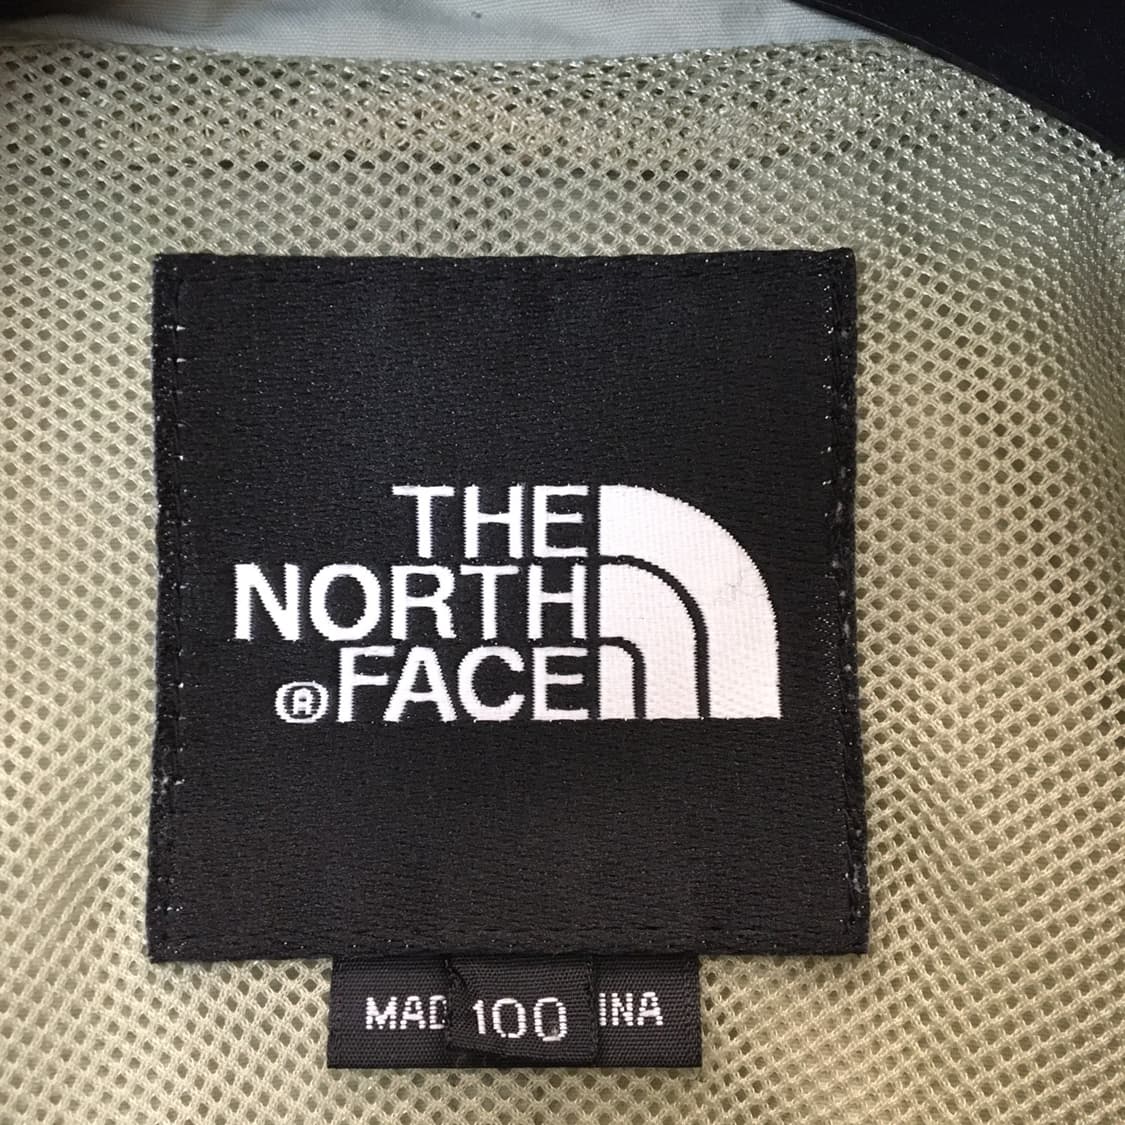 THE
NORTH
®FACE
MAD 100 INA